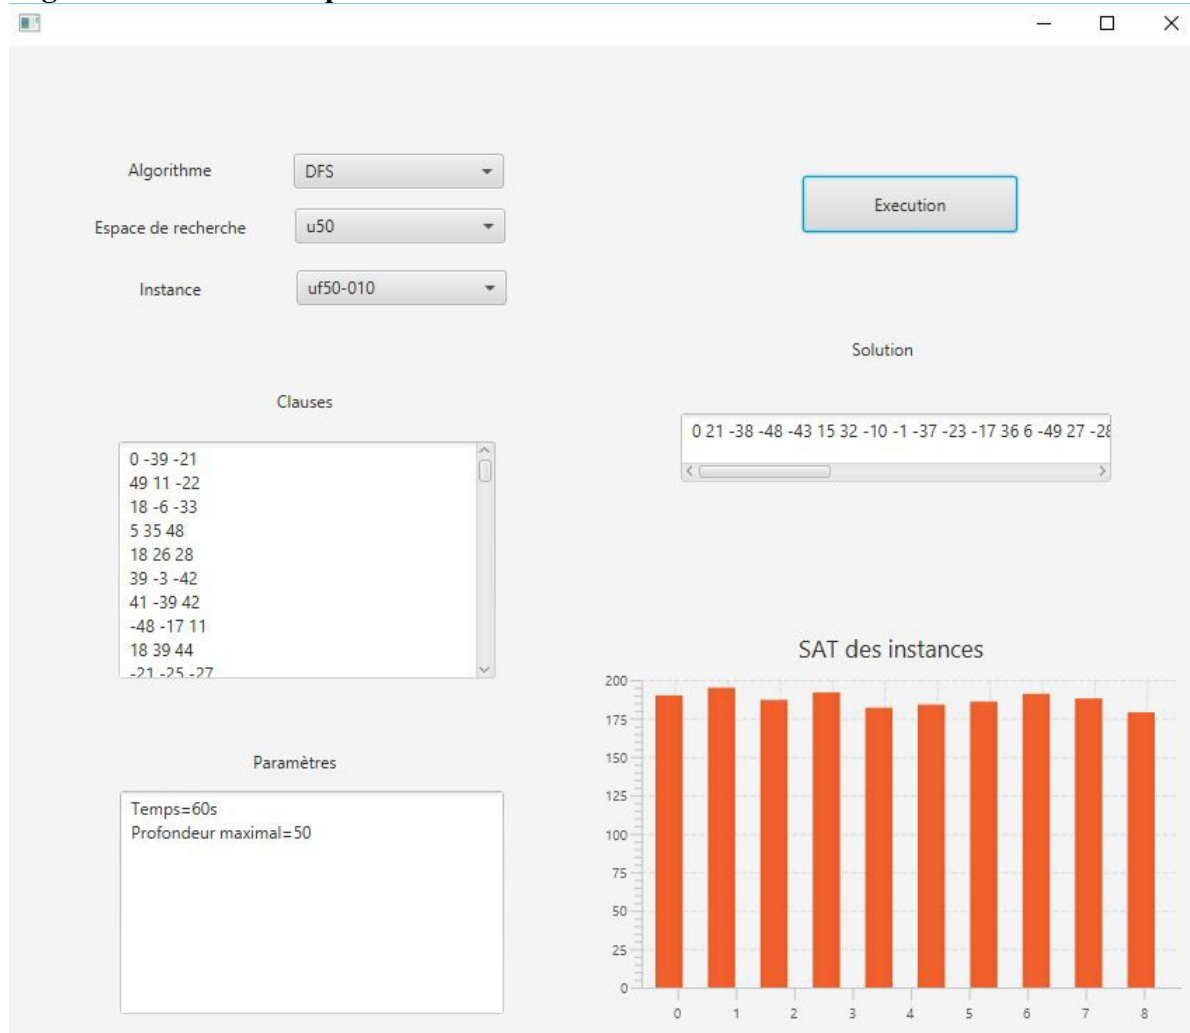 Algorithme
DFS
Espace de recherche
u50
Instance
uf50-010
Execution
Solution
0 21 -38 -48 -43 15 32 -10 -1 -37 -23 -17 36 6 -49 27 -28
Clauses
0 -39 -21
49 11 -22
18 -6 -33
5 35 48
18 26 28
39 -3 -42
41 -39 42
-48 -17 11
18 39 44
-21 -25 -27
Paramètres
Temps=60s
Profondeur maximal=50
SAT des instances
200
175
150
125
100
75
50
25
0
0 1 2 3 4 5 6 7 8